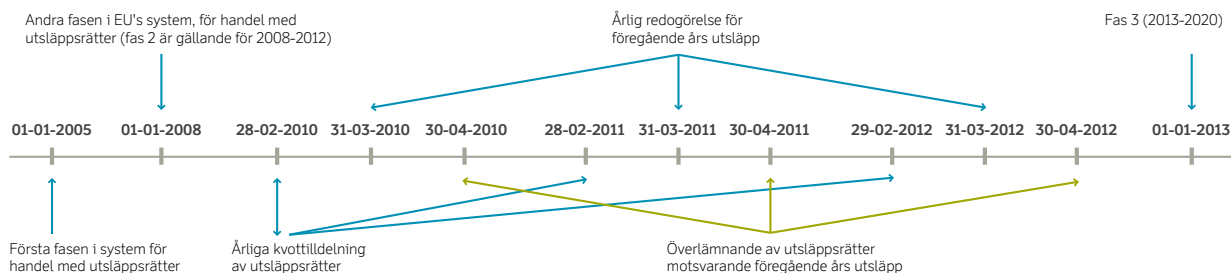 Andra fasen i EU's system, för handel med
utsläppsrätter (fas 2 är gällande för 2008-2012)
Årlig redogörelse för
föregående års utsläpp
Fas 3 (2013-2020)
01-01-2005 01-01-2008 28-02-2010 31-03-2010 30-04-2010 28-02-2011 31-03-2011 30-04-2011 29-02-2012 31-03-2012 30-04-2012 01-01-2013
Första fasen i system för
handel med utsläppsrätter
Årliga kvottilldelning
av utsläppsrätter
Överlämnande av utsläppsrätter
motsvarande föregående års utsläpp